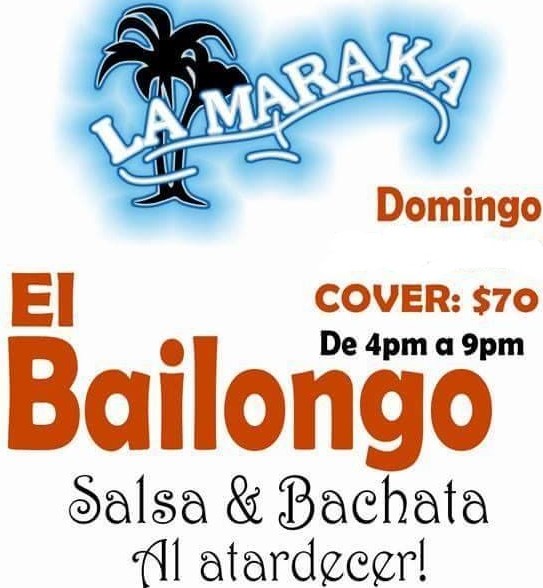 LA MARAKA
Domingo
El
COVER: $70
De 4pm a 9pm
Bailongo
Salsa & Bachata
Al atardecer!